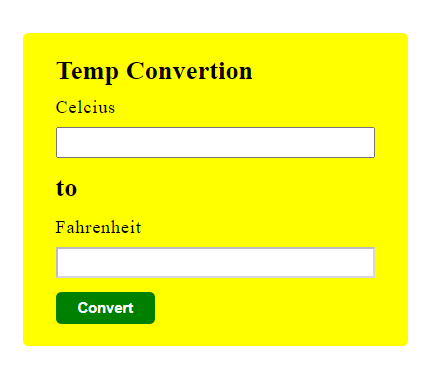 Temp Convertion
Celcius
to
Fahrenheit
Convert